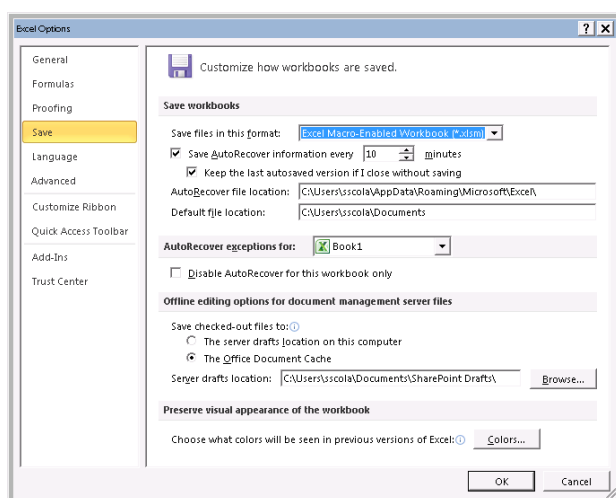 Excel Options
General
Formulas
Proofing
Save
Language
Advanced
Customize Ribbon
Quick Access Toolbar
Add-Ins
Trust Center
Customize how workbooks are saved.
Save workbooks
Save files in this format: Excel Macro-Enabled Workbook (*.xlsm)
Save AutoRecover information every 10 minutes
Keep the last autosaved version if I close without saving
AutoRecover file location: C:\Users\sscola\AppData\Roaming\Microsoft\Excel\
Default file location: C:\Users\sscola\Documents
AutoRecover exceptions for: Book1
Disable AutoRecover for this workbook only
Offline editing options for document management server files
Save checked-out files to:
The server drafts location on this computer
The Office Document Cache
Server drafts location: C:\Users\sscola\Documents\SharePoint Drafts\ Browse...
Preserve visual appearance of the workbook
Choose what colors will be seen in previous versions of Excel: Colors...
OK Cancel